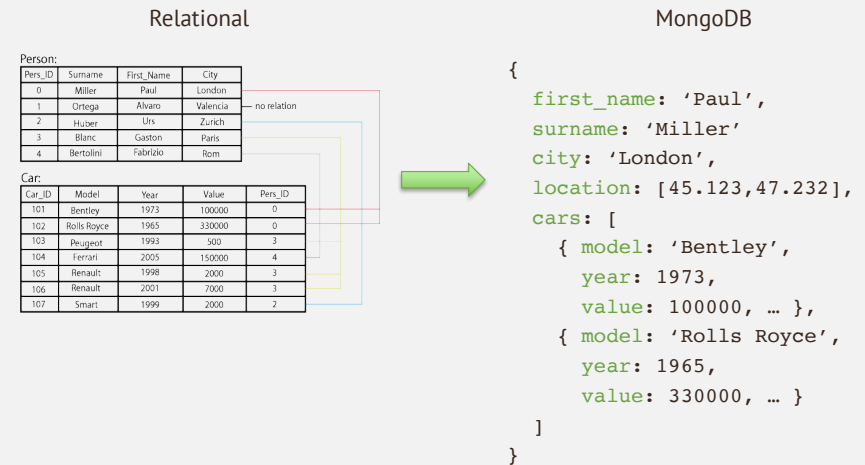 Relational
MongoDB
Person:
Pers_ID Surname First_Name City
0 Miller Paul London
1 Ortega Alvaro Valencia no relation
2 Huber Urs Zurich
3 Blanc Gaston Paris
4 Bertolini Fabrizio Rom
Car:
Car_ID Model Year Value Pers_ID
101 Bentley 1973 100000 0
102 Rolls Royce 1965 330000 0
103 Peugeot 1993 500 3
104 Ferrari 2005 150000 4
105 Renault 1998 2000 3
106 Renault 2001 7000 3
107 Smart 1999 2000 2
{
first_name: ‘Paul’,
surname: ‘Miller’
city: ‘London’,
location: [45.123,47.232],
cars: [
{ model: ‘Bentley’,
year: 1973,
value: 100000, … },
{ model: ‘Rolls Royce’,
year: 1965,
value: 330000, … }
]
}